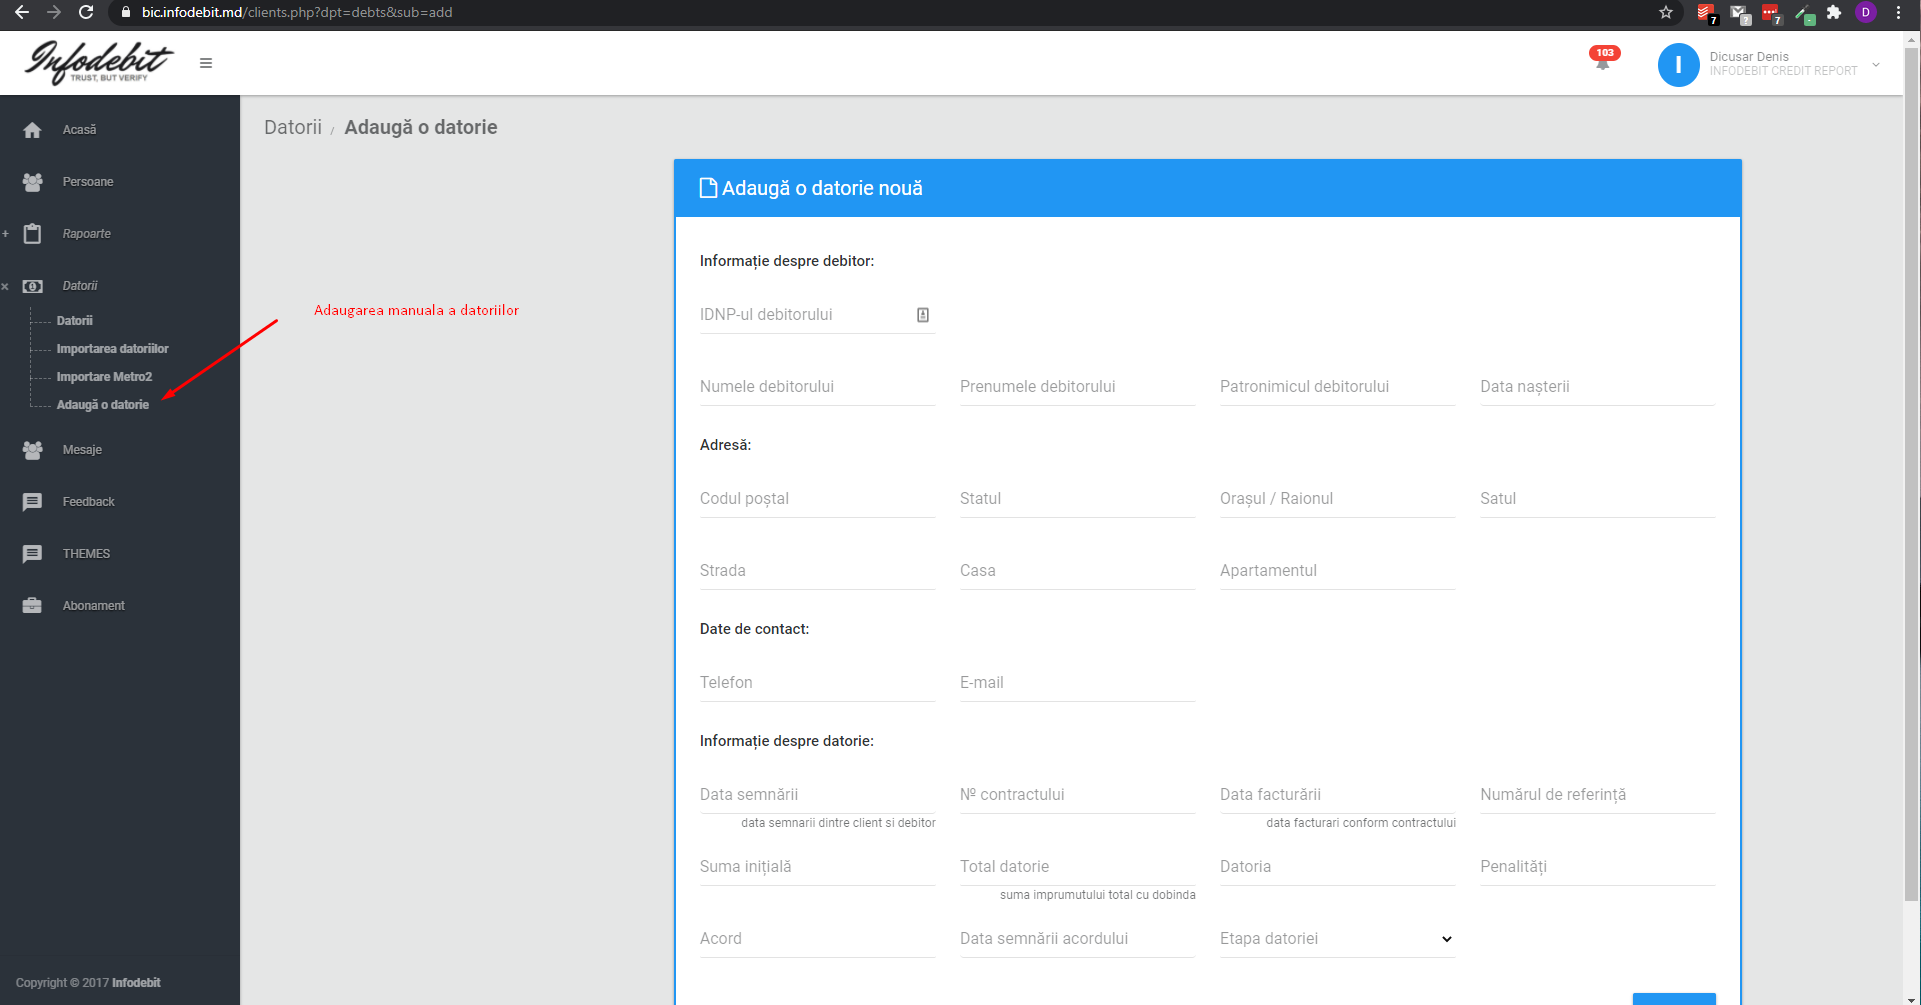 bic.infodebit.md/clients.php?dpt=debts&sub=add
7
?
7
-
D
Infodebit
TRUST, BUT VERIFY
103
I
Dicusar Denis
INFODEBIT CREDIT REPORT
Acasă
Persoane
+ Rapoarte
× Datorii
Datorii
Importarea datoriilor
Importare Metro2
Adaugă o datorie
Mesaje
Feedback
THEMES
Abonament
Copyright © 2017 Infodebit
Adaugarea manuala a datoriilor
Datorii / Adaugă o datorie
Adaugă o datorie nouă
Informație despre debitor:
IDNP-ul debitorului
Numele debitorului Prenumele debitorului Patronimicul debitorului Data nașterii
Adresă:
Codul poștal Statul Orașul / Raionul Satul
Strada Casa Apartamentul
Date de contact:
Telefon E-mail
Informație despre datorie:
Data semnării № contractului Data facturării Numărul de referință
data semnarii dintre client si debitor data facturari conform contractului
Suma inițială Total datorie Datoria Penalități
suma imprumutului total cu dobinda
Acord Data semnării acordului Etapa datoriei